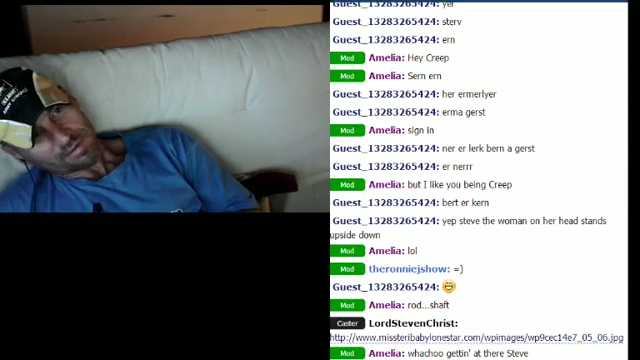 Guest_13283265424: yer
Guest_13283265424: sterv
Guest_13283265424: ern
Mod Amelia: Hey Creep
Mod Amelia: Sern ern
Guest_13283265424: her ermerlyer
Guest_13283265424: erma gerst
Mod Amelia: sign in
Guest_13283265424: ner er lerk bern a gerst
Guest_13283265424: er nerrr
Mod Amelia: but I like you being Creep
Guest_13283265424: bert er kern
Guest_13283265424: yep steve the woman on her head stands
upside down
Mod Amelia: lol
Mod theronniejshow: =)
Guest_13283265424:
Mod Amelia: rod...shaft
Caster LordStevenChrist:
http://www.missteribabylonestar.com/wpimages/wp9cec14e7_05_06.jpg
Mod Amelia: whachoo gettin' at there Steve